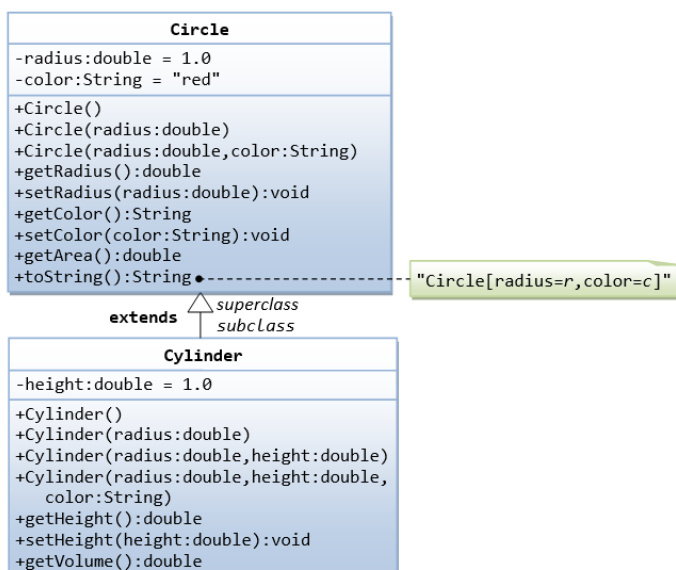 Circle
-radius:double = 1.0
-color:String = "red"
+Circle()
+Circle(radius:double)
+Circle(radius:double,color:String)
+getRadius():double
+setRadius(radius:double):void
+getColor():String
+setColor(color:String):void
+getArea():double
+toString():String
"Circle[radius=r,color=c]"
superclass
extends
subclass
Cylinder
-height:double = 1.0
+Cylinder()
+Cylinder(radius:double)
+Cylinder(radius:double,height:double)
+Cylinder(radius:double,height:double,
color:String)
+getHeight():double
+setHeight(height:double):void
+getVolume():double